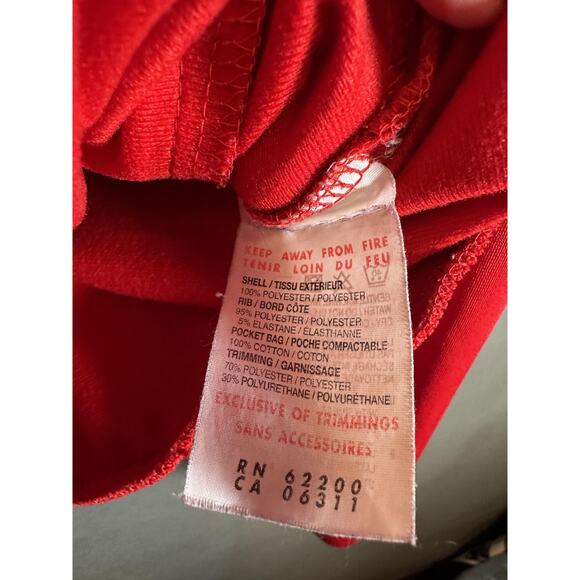 KEEP AWAY FROM FIRE
TENIR LOIN DU FEU
SHELL / TISSU EXTERIEUR
100% POLYESTER / POLYESTER
RIB / BORD CÔTE
95% POLYESTER / POLYESTER
5% ELASTANE / ÉLASTHANNE
POCKET BAG / POCHE COMPACTABLE
100% COTTON / COTON
TRIMMING / GARNISSAGE
70% POLYESTER / POLYESTER
30% POLYURETHANE / POLYURÉTHANE
EXCLUSIVE OF TRIMMINGS
SANS ACCESSOIRES
RN 62200
CA 06311